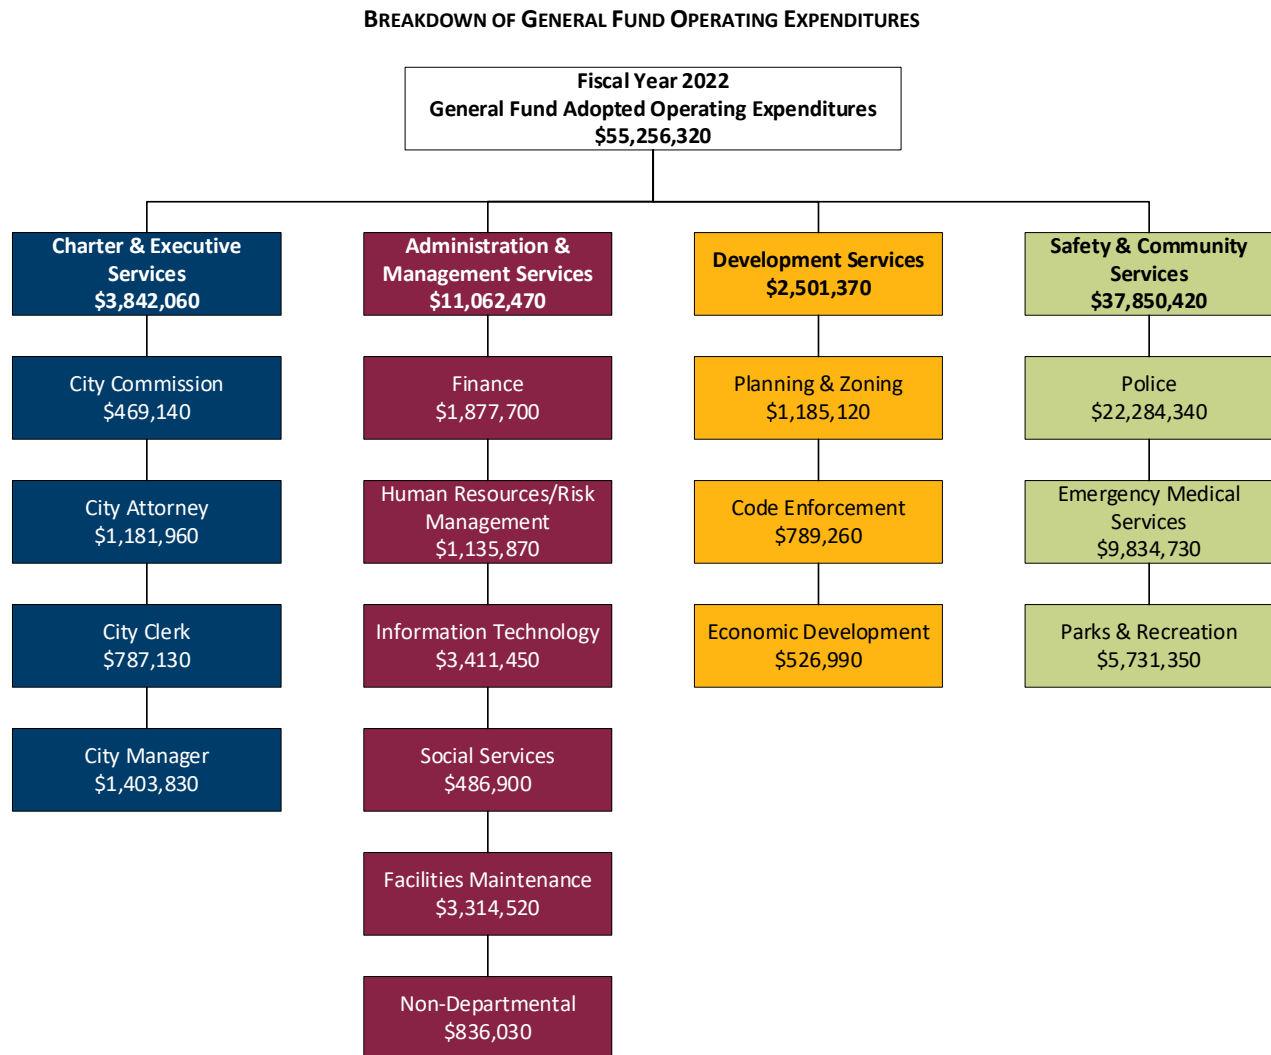 BREAKDOWN OF GENERAL FUND OPERATING EXPENDITURES
Fiscal Year 2022
General Fund Adopted Operating Expenditures
$55,256,320
Charter & Executive
Services
$3,842,060
City Commission
$469,140
City Attorney
$1,181,960
City Clerk
$787,130
City Manager
$1,403,830
Administration &
Management Services
$11,062,470
Finance
$1,877,700
Human Resources/Risk
Management
$1,135,870
Information Technology
$3,411,450
Social Services
$486,900
Facilities Maintenance
$3,314,520
Non-Departmental
$836,030
Development Services
$2,501,370
Planning & Zoning
$1,185,120
Code Enforcement
$789,260
Economic Development
$526,990
Safety & Community
Services
$37,850,420
Police
$22,284,340
Emergency Medical
Services
$9,834,730
Parks & Recreation
$5,731,350